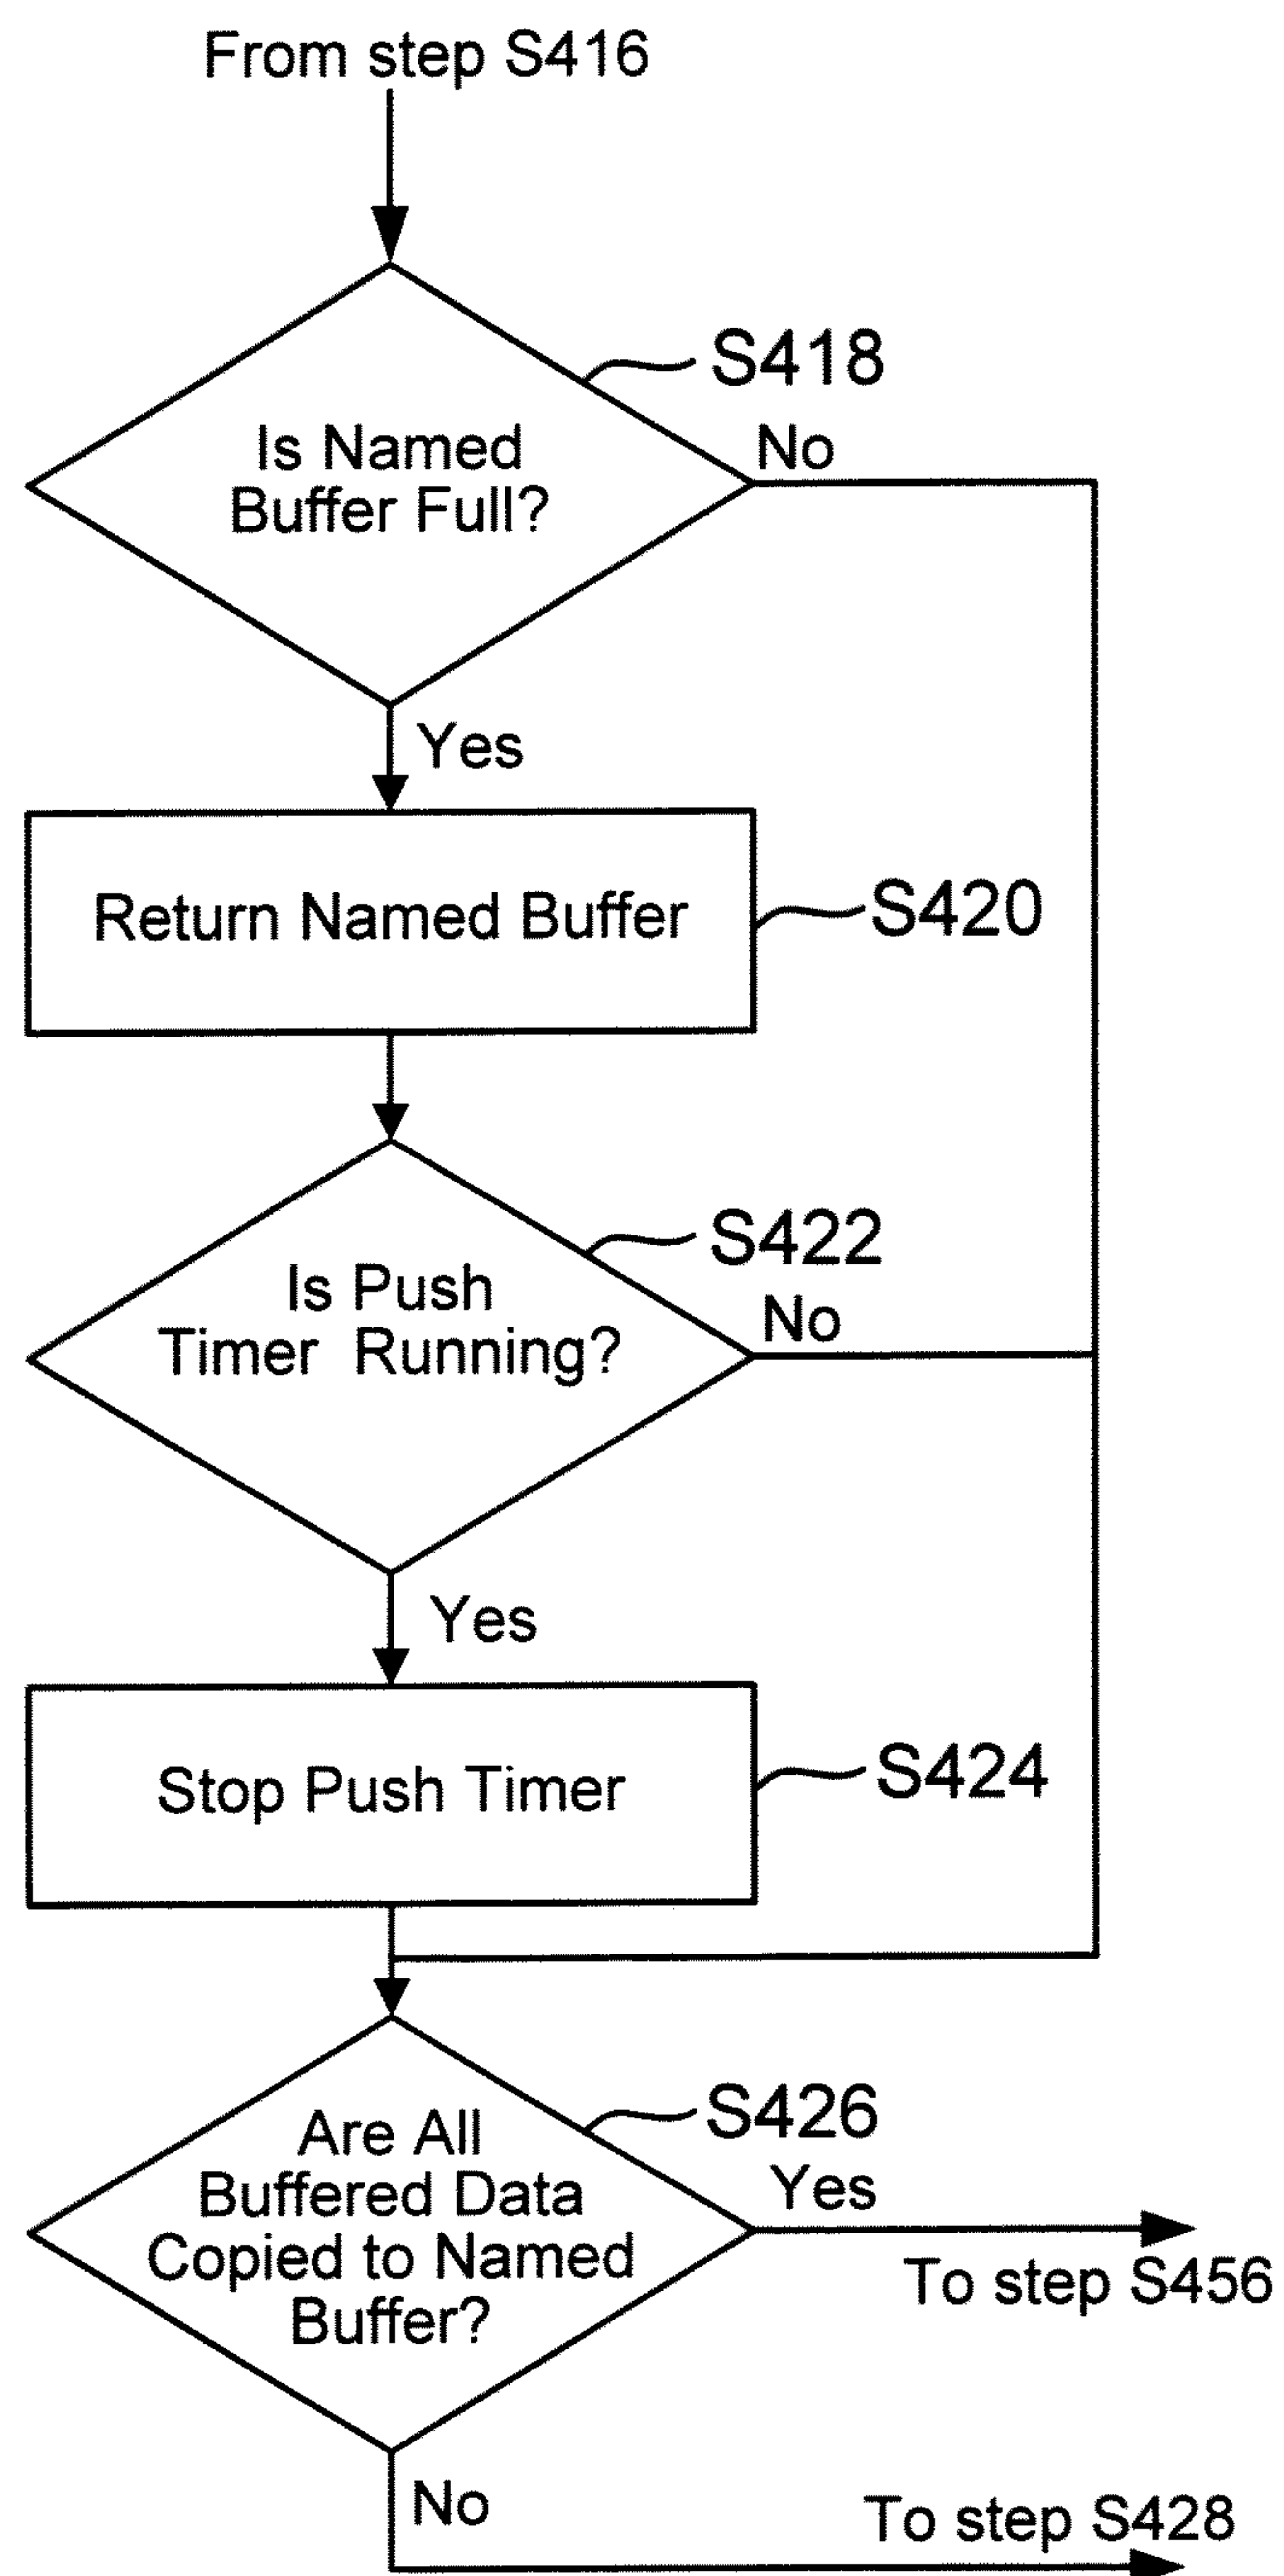 From step S416
S418
Is Named
Buffer Full?
No
Yes
Return Named Buffer
S420
S422
Is Push
Timer Running?
No
Yes
Stop Push Timer
S424
S426
Are All
Buffered Data
Copied to Named
Buffer?
Yes
To step S456
No
To step S428